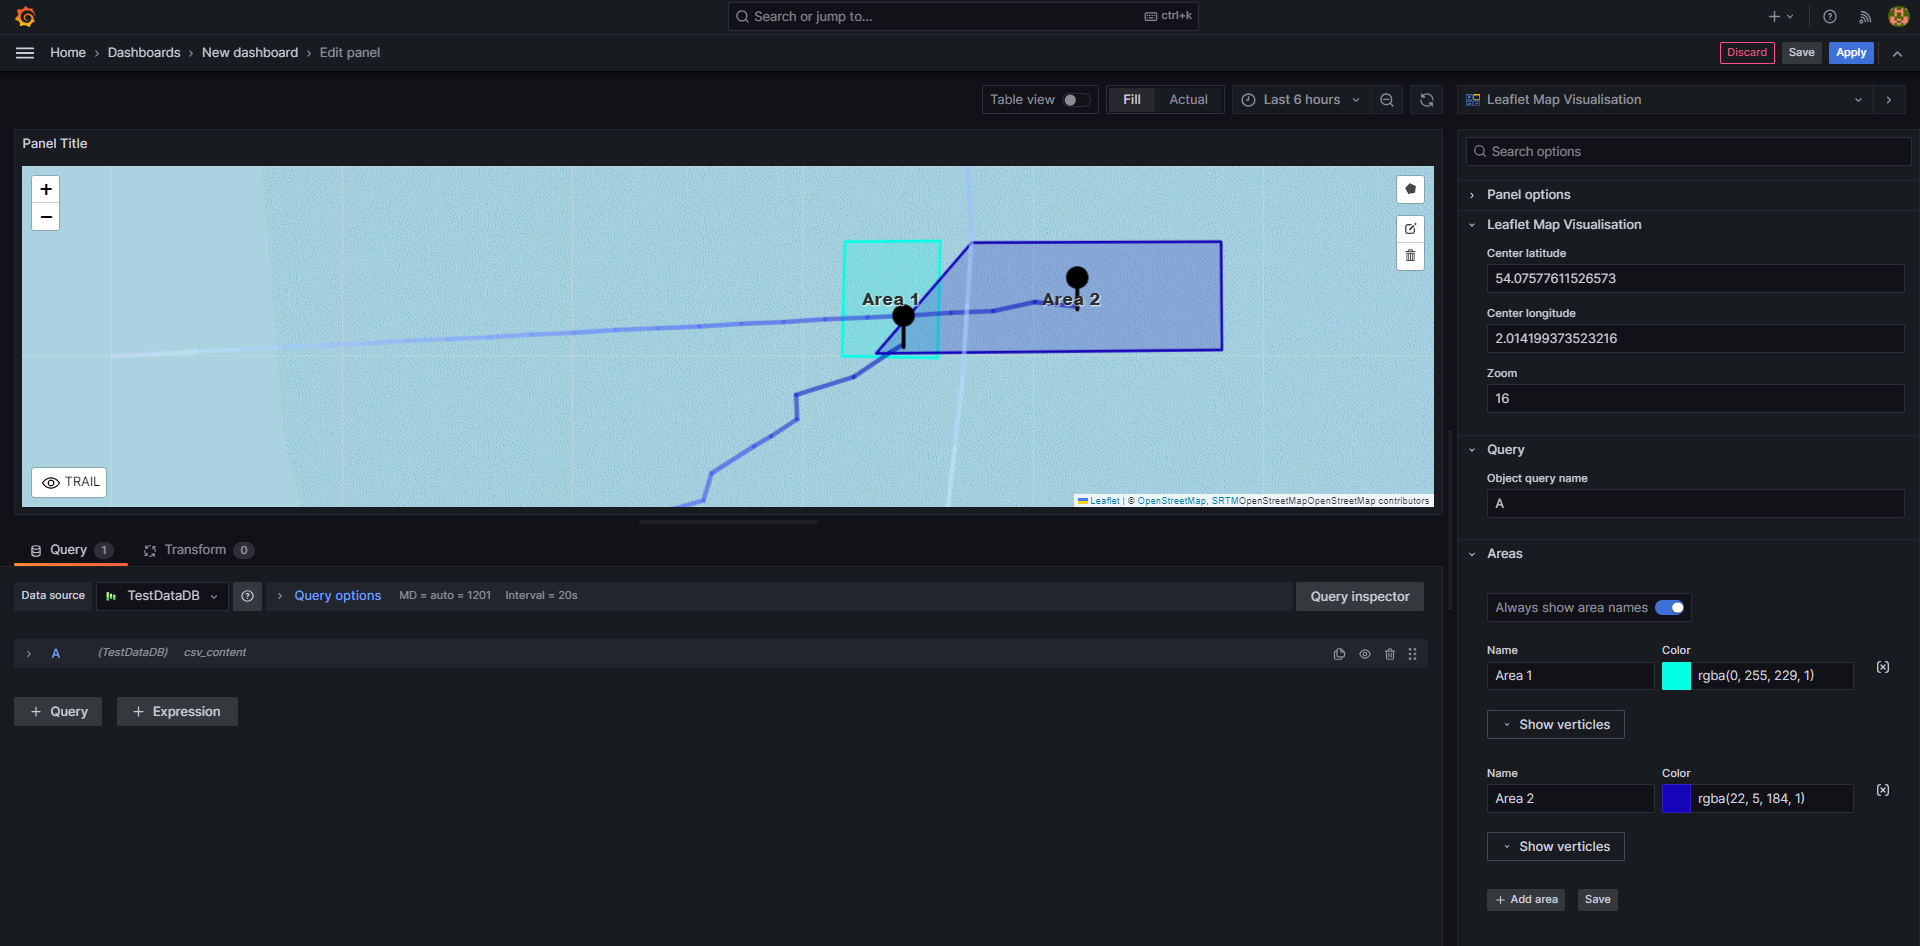 Search or jump to...
ctrl+k
Home › Dashboards › New dashboard › Edit panel
Discard
Save
Apply
Table view
Fill
Actual
Last 6 hours
Leaflet Map Visualisation
Panel Title
+
−
Area 1
Area 2
TRAIL
Leaflet | © OpenStreetMap, SRTMOpenStreetMapOpenStreetMap contributors
Query 1
Transform 0
Data source
TestDataDB
Query options
MD = auto = 1201
Interval = 20s
Query inspector
A
(TestDataDB)
csv_content
+ Query
+ Expression
Search options
Panel options
Leaflet Map Visualisation
Center latitude
54.07577611526573
Center longitude
2.014199373523216
Zoom
16
Query
Object query name
A
Areas
Always show area names
Name
Color
Area 1
rgba(0, 255, 229, 1)
Show verticles
Name
Color
Area 2
rgba(22, 5, 184, 1)
Show verticles
+ Add area
Save